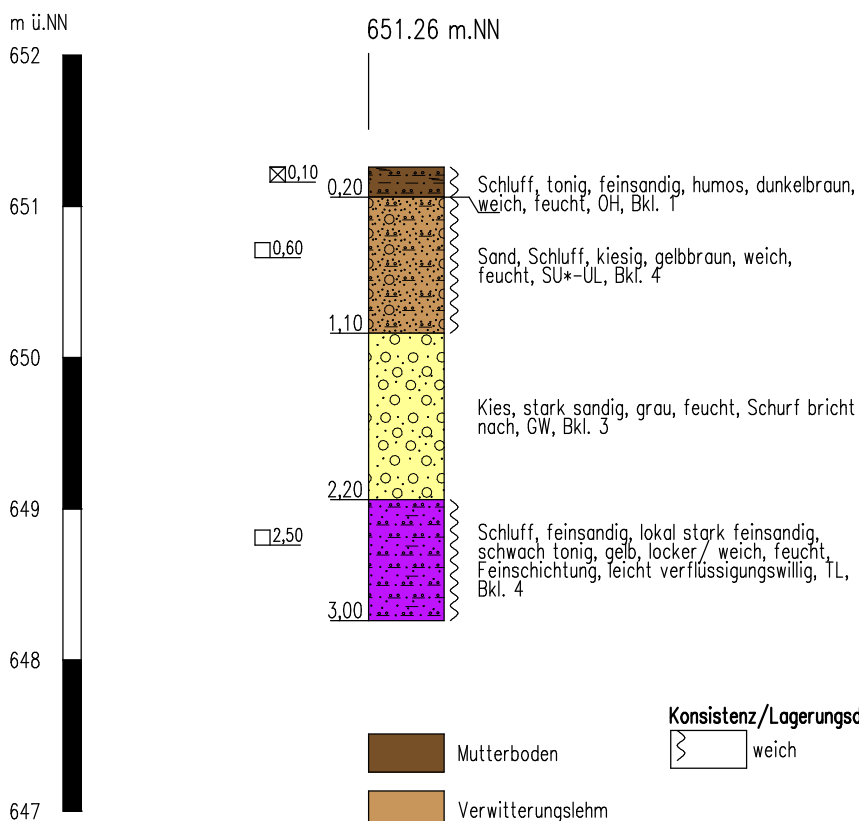 m ü.NN
651.26 m.NN
652
0,10
0,20
Schluff, tonig, feinsandig, humos, dunkelbraun,
weich, feucht, OH, Bkl. 1
651
0,60
Sand, Schluff, kiesig, gelbbraun, weich,
feucht, SU*-UL, Bkl. 4
1,10
650
Kies, stark sandig, grau, feucht, Schurf bricht
nach, GW, Bkl. 3
2,20
649
2,50
Schluff, feinsandig, lokal stark feinsandig,
schwach tonig, gelb, locker/ weich, feucht,
Feinschichtung, leicht verflüssigungswillig, TL,
Bkl. 4
3,00
648
Konsistenz/Lagerungsd
Mutterboden
weich
647
Verwitterungslehm